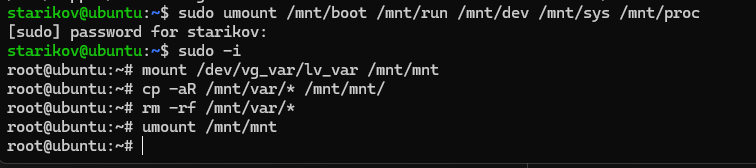 starikov@ubuntu:~$ sudo umount /mnt/boot /mnt/run /mnt/dev /mnt/sys /mnt/proc
[sudo] password for starikov:
starikov@ubuntu:~$ sudo -i
root@ubuntu:~# mount /dev/vg_var/lv_var /mnt/mnt
root@ubuntu:~# cp -aR /mnt/var/* /mnt/mnt/
root@ubuntu:~# rm -rf /mnt/var/*
root@ubuntu:~# umount /mnt/mnt
root@ubuntu:~#